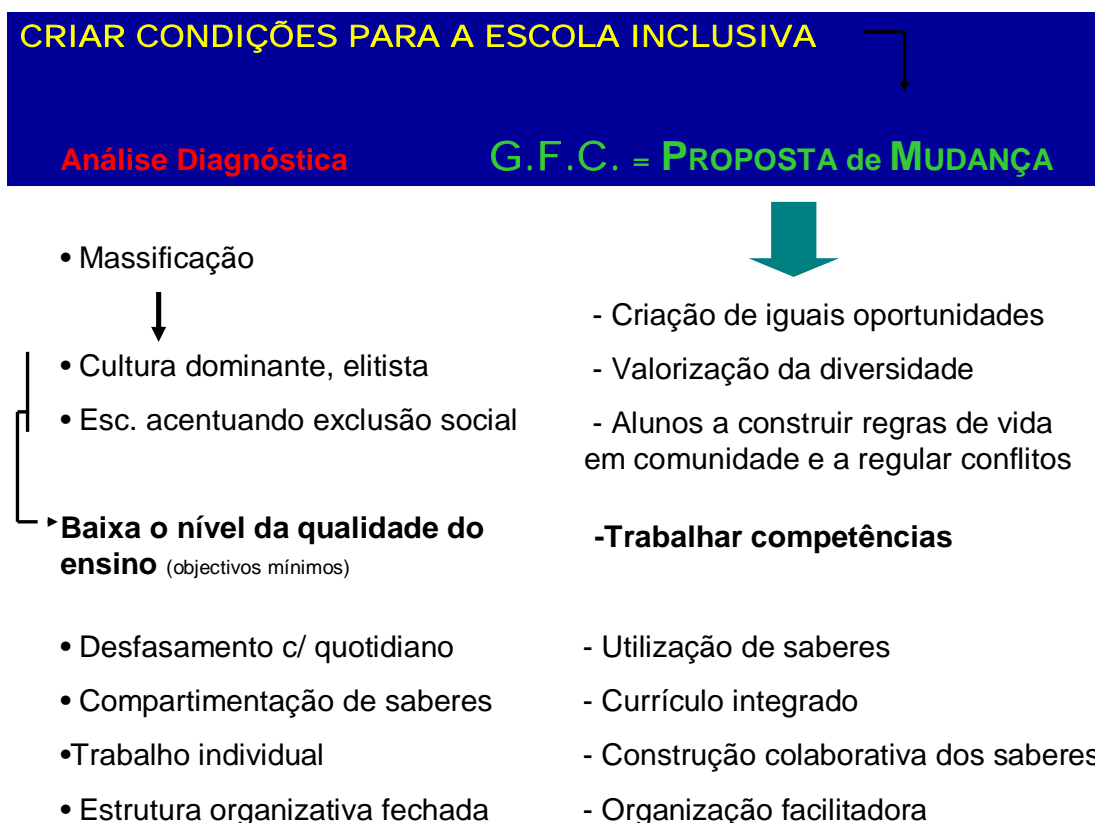 CRIAR CONDIÇÕES PARA A ESCOLA INCLUSIVA
Análise Diagnóstica
G.F.C. = PROPOSTA de MUDANÇA
• Massificação
• Cultura dominante, elitista
• Esc. acentuando exclusão social
Baixa o nível da qualidade do
ensino (objectivos mínimos)
• Desfasamento c/ quotidiano
• Compartimentação de saberes
•Trabalho individual
• Estrutura organizativa fechada
- Criação de iguais oportunidades
- Valorização da diversidade
- Alunos a construir regras de vida
em comunidade e a regular conflitos
-Trabalhar competências
- Utilização de saberes
- Currículo integrado
- Construção colaborativa dos saberes
- Organização facilitadora